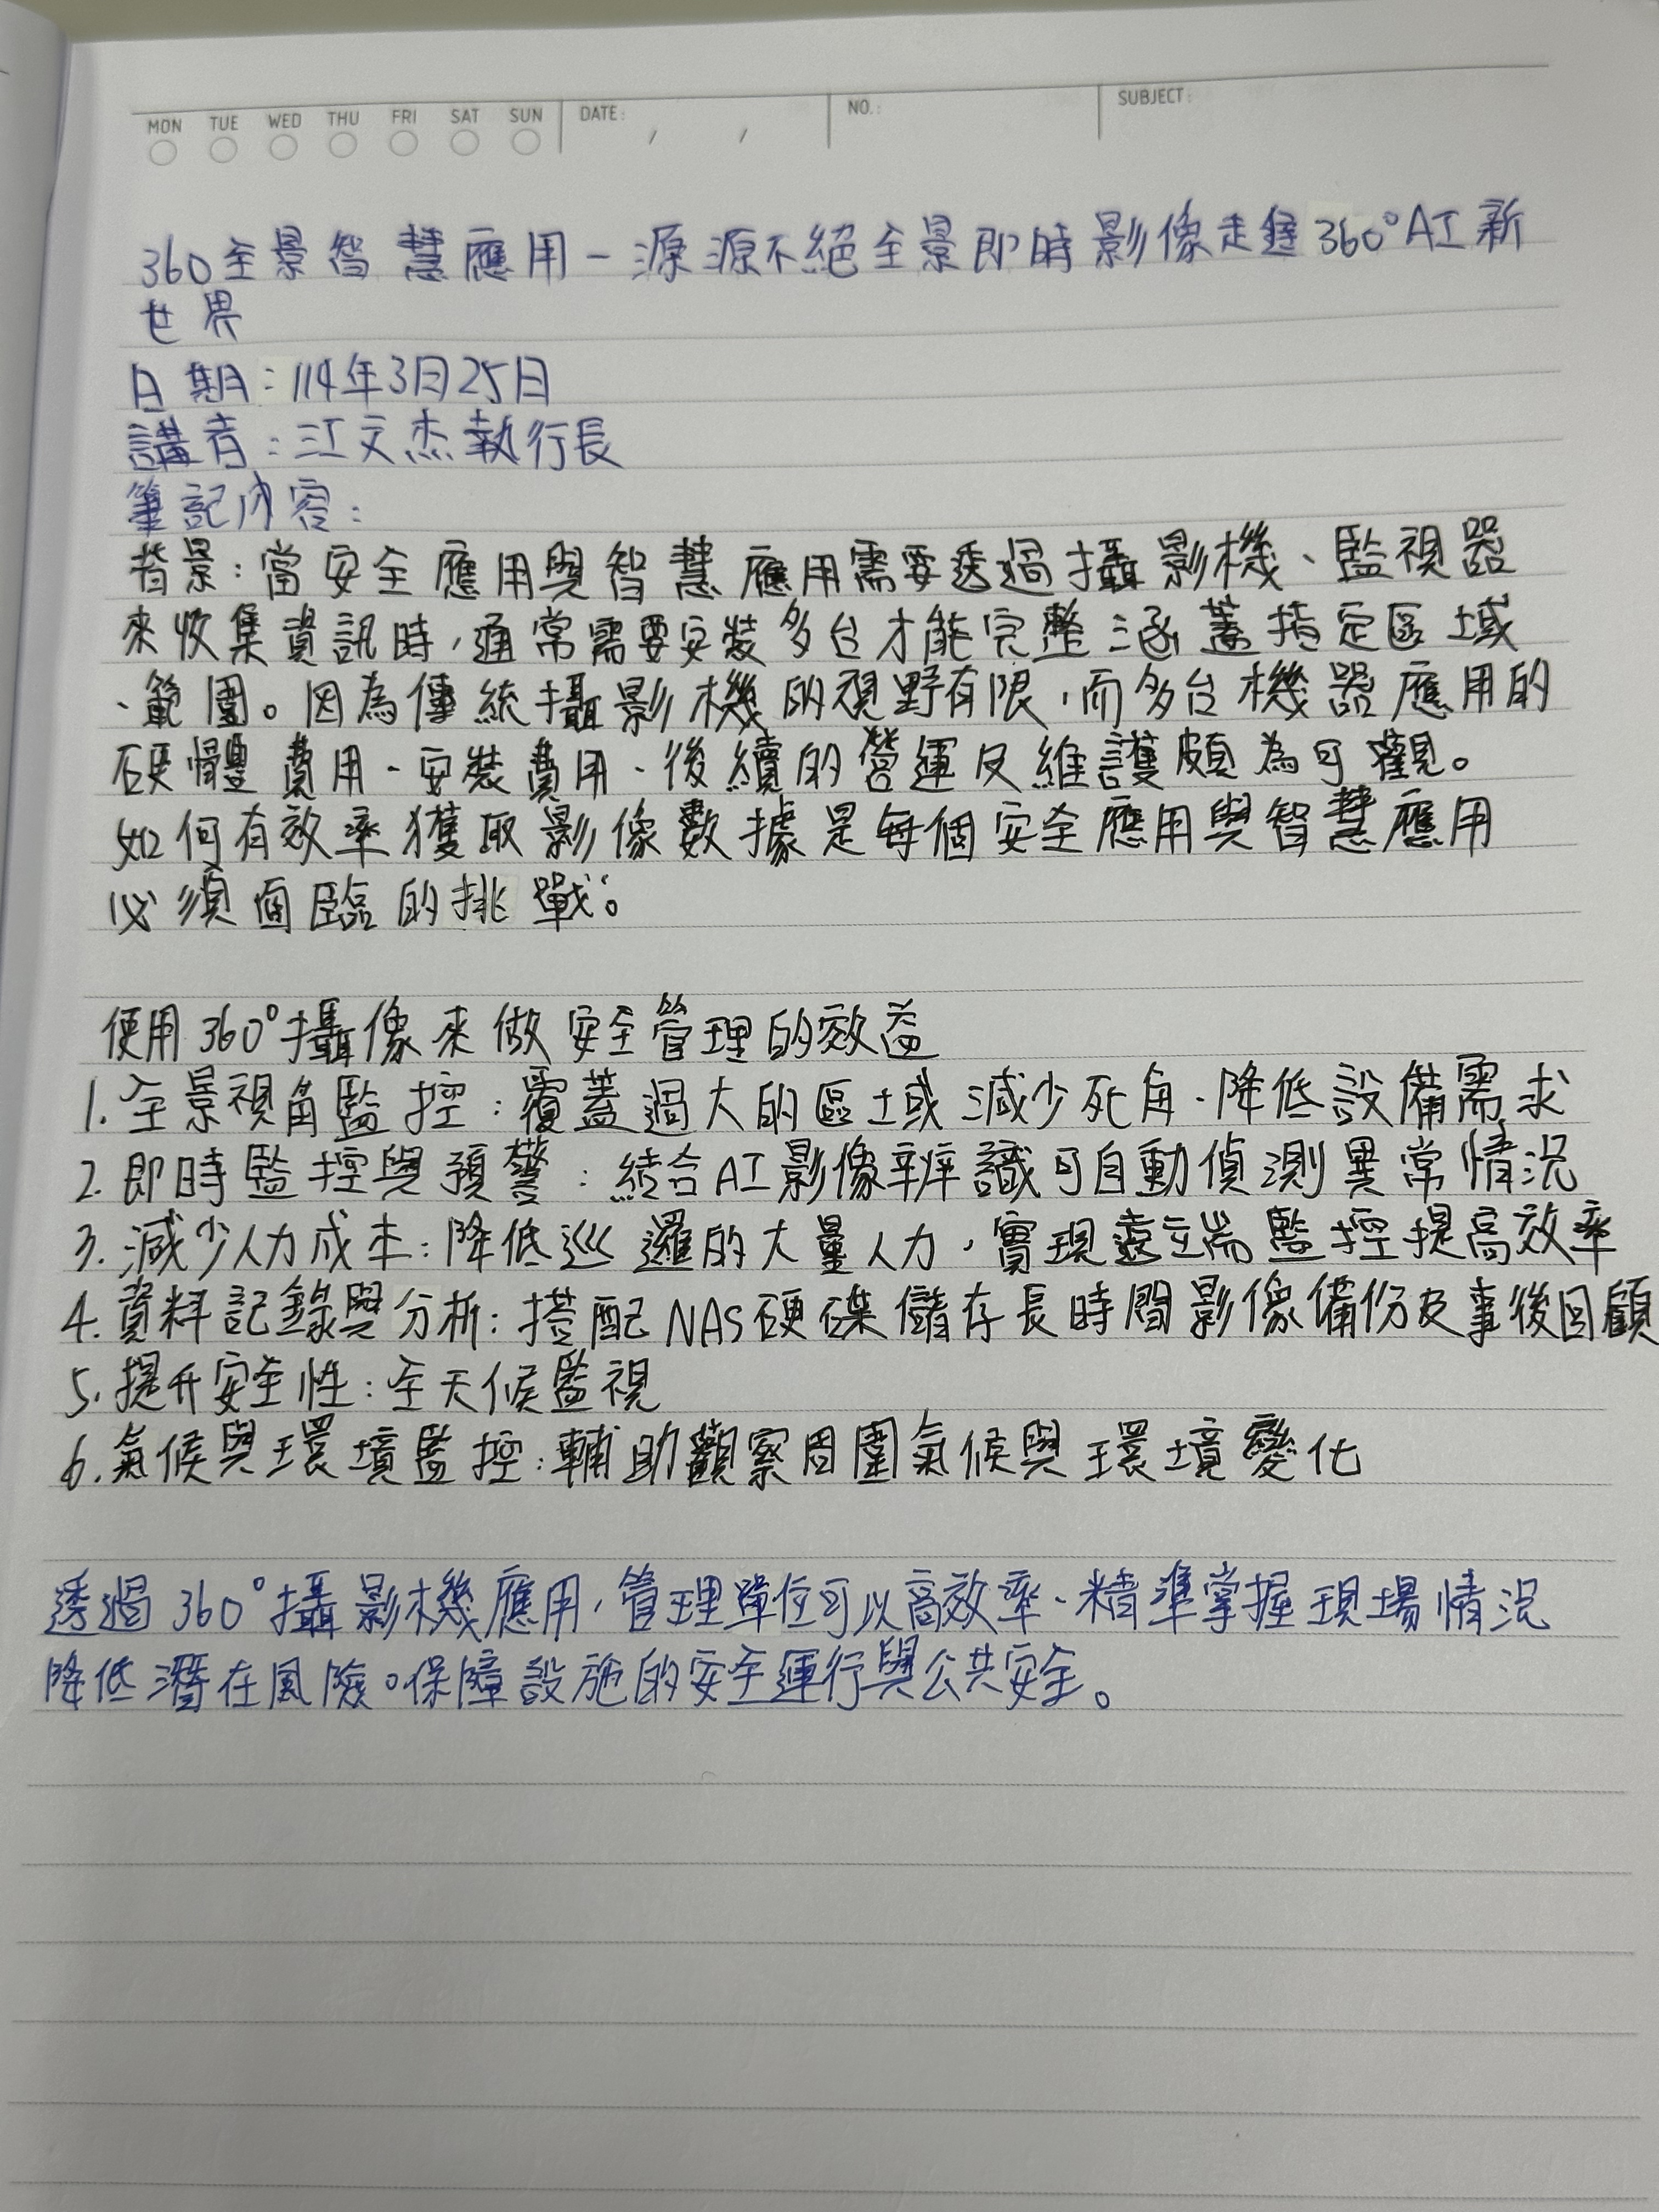 MON TUE WED THU FRI SAT SUN DATE: / / NO.: SUBJECT:
360全景智慧應用-源源不絕全景即時影像走進360°AI新
世界
日期:114年3月25日
講者:江文杰執行長
筆記內容:
背景:當安全應用與智慧應用需要透過攝影機、監視器
來收集資訊時,通常需要安裝多台才能完整涵蓋指定區域
、範圍。因為傳統攝影機的視野有限,而多台機器應用的
硬體費用、安裝費用、後續的營運及維護頗為可觀。
如何有效率獲取影像數據是每個安全應用與智慧應用
必須面臨的挑戰。
使用360°攝像來做安全管理的效益
1.全景視角監控:覆蓋過大的區域減少死角、降低設備需求
2.即時監控與預警:結合AI影像辨識可自動偵測異常情況
3.減少人力成本:降低巡邏的大量人力,實現遠端監控提高效率
4.資料記錄與分析:搭配NAS硬碟儲存長時間影像備份及事後回顧
5.提升安全性:全天候監視
6.氣候與環境監控:輔助觀察周圍氣候與環境變化
透過360°攝影機應用,管理單位可以高效率、精準掌握現場情況
降低潛在風險。保障設施的安全運行與公共安全。